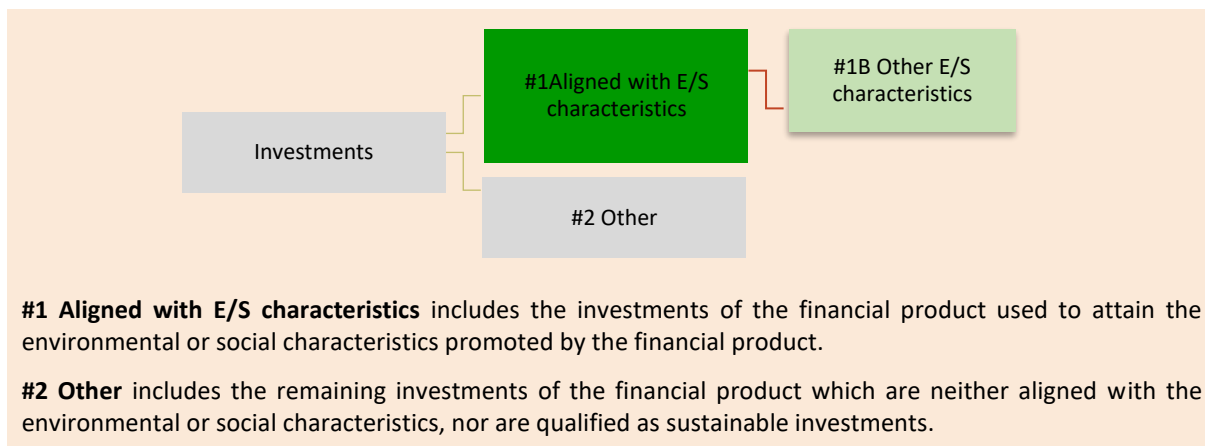 #1Aligned with E/S
characteristics
#1B Other E/S
characteristics
Investments
#2 Other
#1 Aligned with E/S characteristics includes the investments of the financial product used to attain the
environmental or social characteristics promoted by the financial product.
#2 Other includes the remaining investments of the financial product which are neither aligned with the
environmental or social characteristics, nor are qualified as sustainable investments.